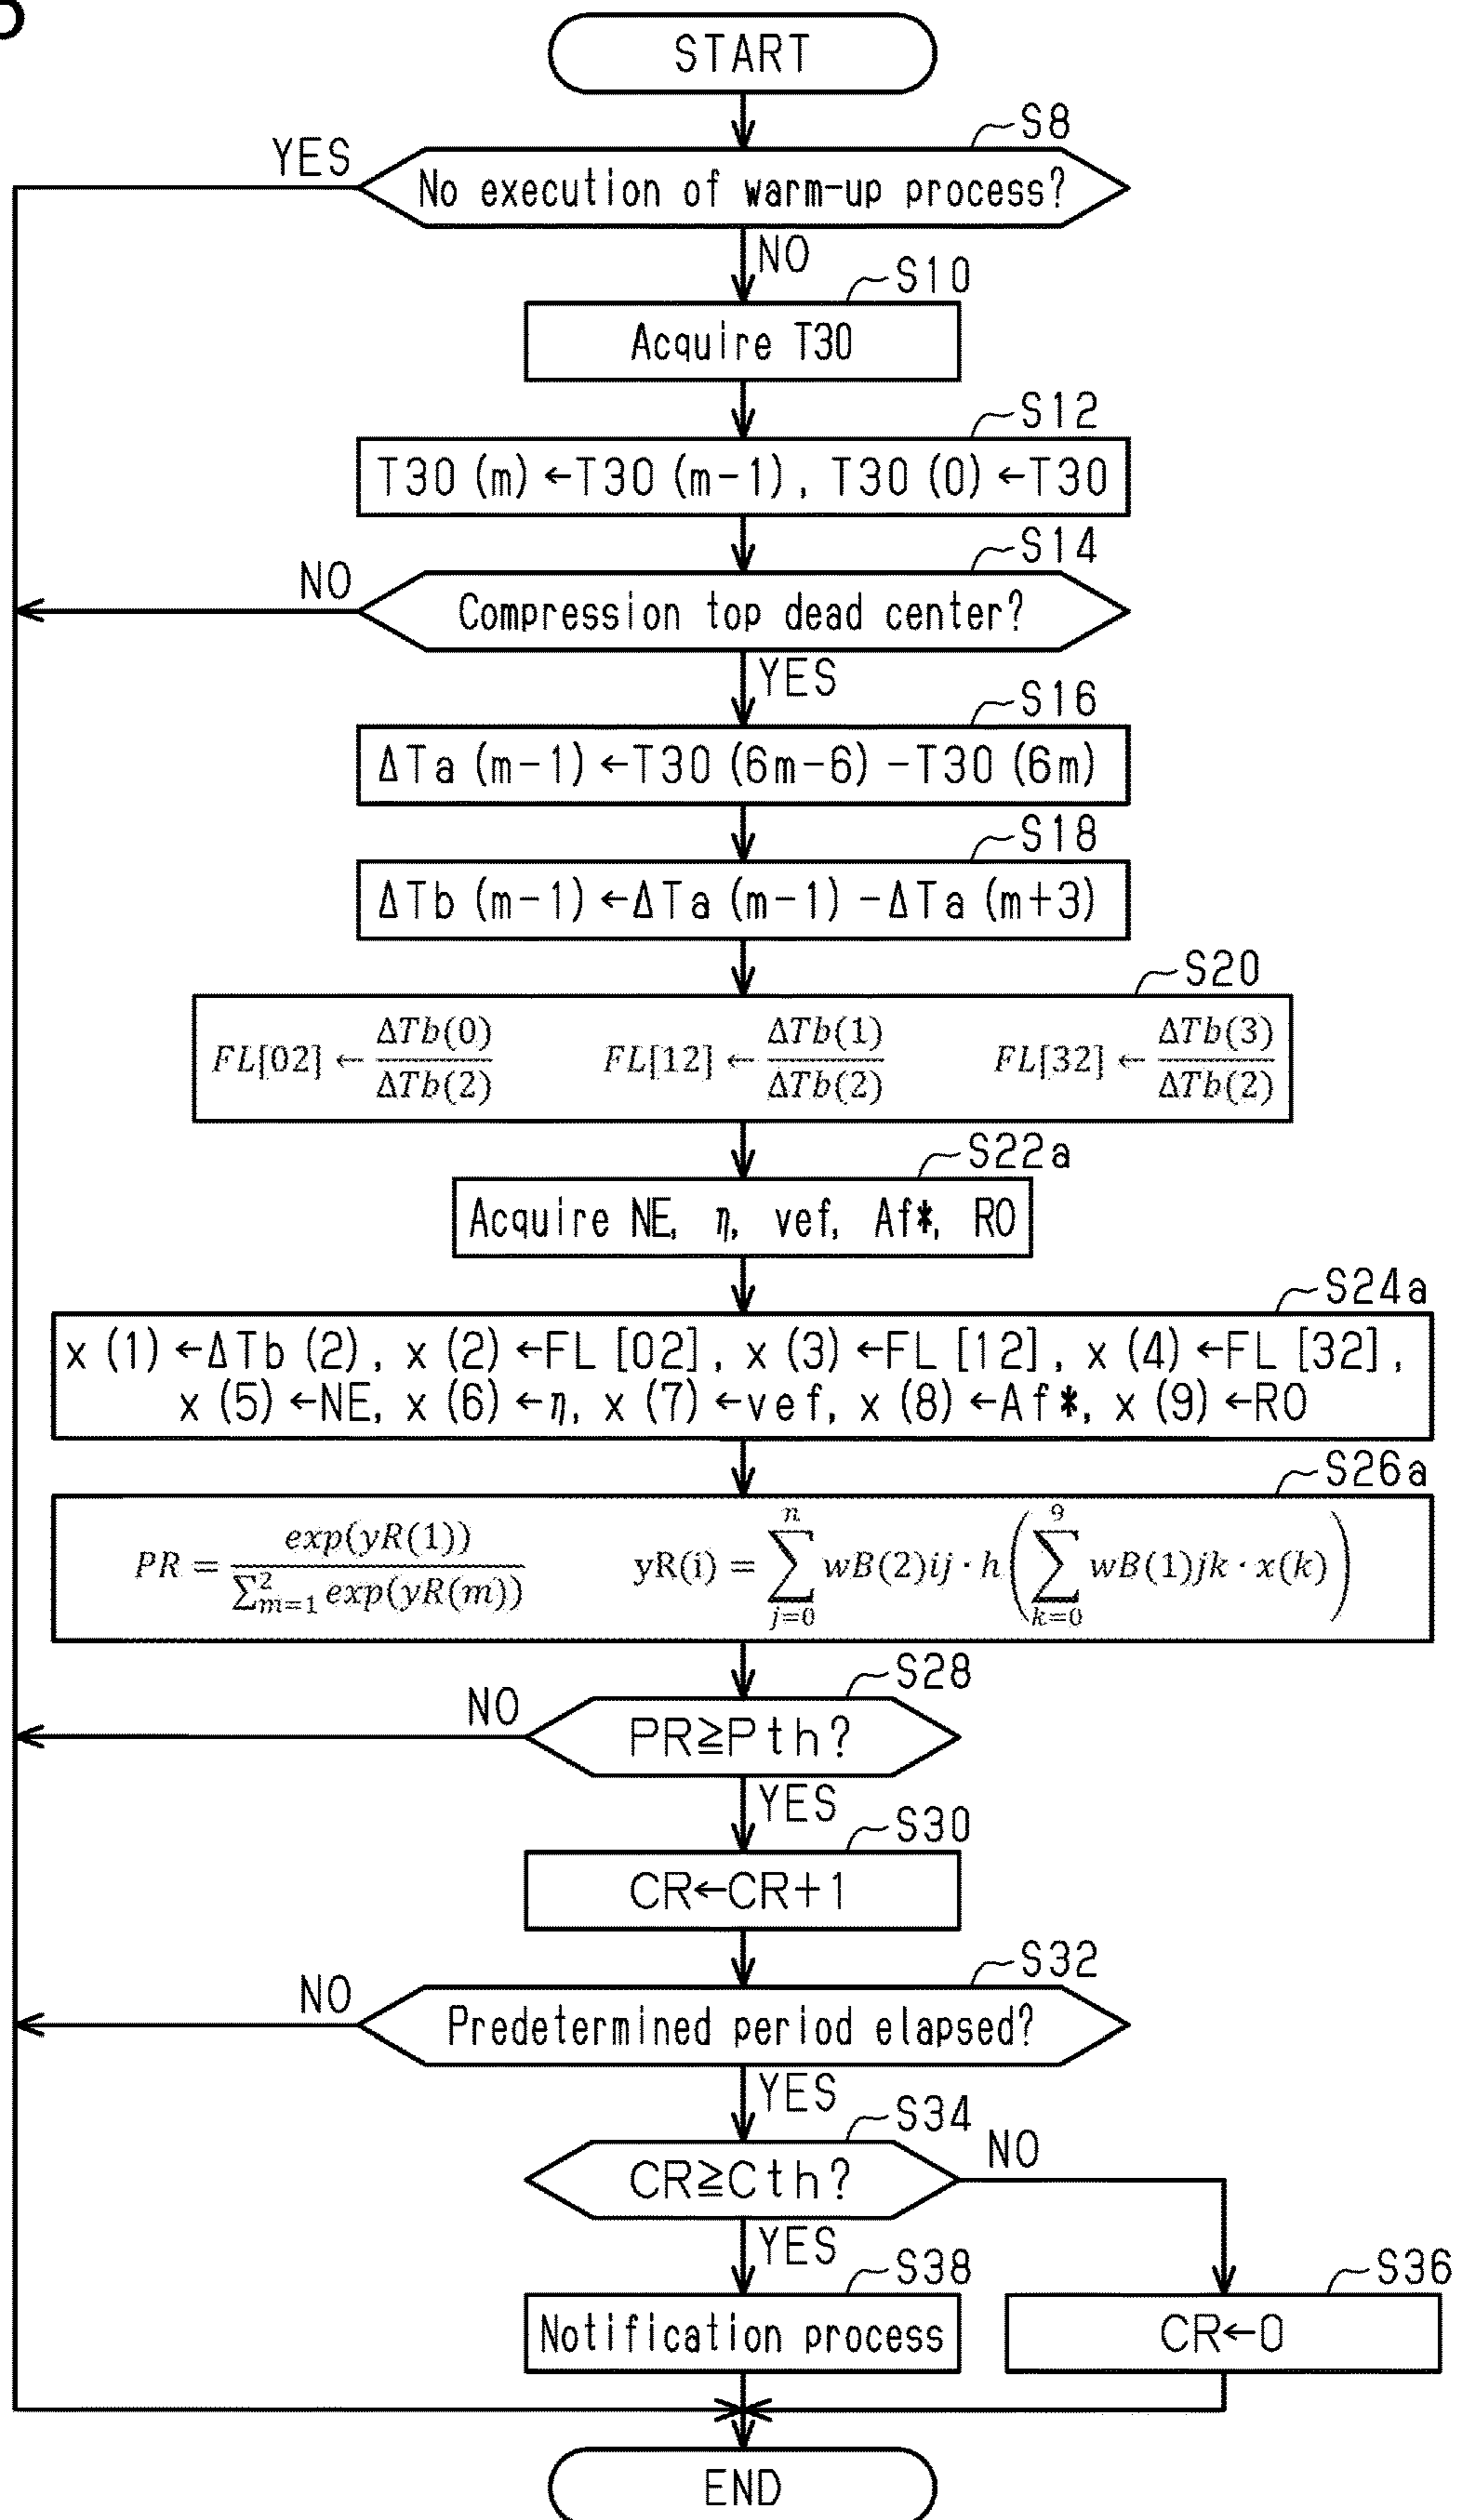 START
S8
YES
No execution of warm-up process?
NO
S10
Acquire T30
S12
T30 (m) ←T30 (m-1), T30 (0) ←T30
S14
NO
Compression top dead center?
YES
S16
ΔTa (m-1) ←T30 (6m-6) -T30 (6m)
S18
ΔTb (m-1) ←ΔTa (m-1) -ΔTa (m+3)
S20
FL[02] ← ΔTb(0)/ΔTb(2) FL[12] ← ΔTb(1)/ΔTb(2) FL[32] ← ΔTb(3)/ΔTb(2)
S22a
Acquire NE, η, vef, Af*, RO
S24a
x (1) ←ΔTb (2), x (2) ←FL [02], x (3) ←FL [12], x (4) ←FL [32],
x (5) ←NE, x (6) ←η, x (7) ←vef, x (8) ←Af*, x (9) ←RO
S26a
PR = exp(yR(1))/∑_{m=1}^{2} exp(yR(m)) yR(i) = ∑_{j=0}^{n} wB(2)ij · h(∑_{k=0}^{9} wB(1)jk · x(k))
S28
NO
PR≧Pth?
YES
S30
CR←CR+1
S32
NO
Predetermined period elapsed?
YES
S34
NO
CR≧Cth?
YES
S38
Notification process
S36
CR←0
END